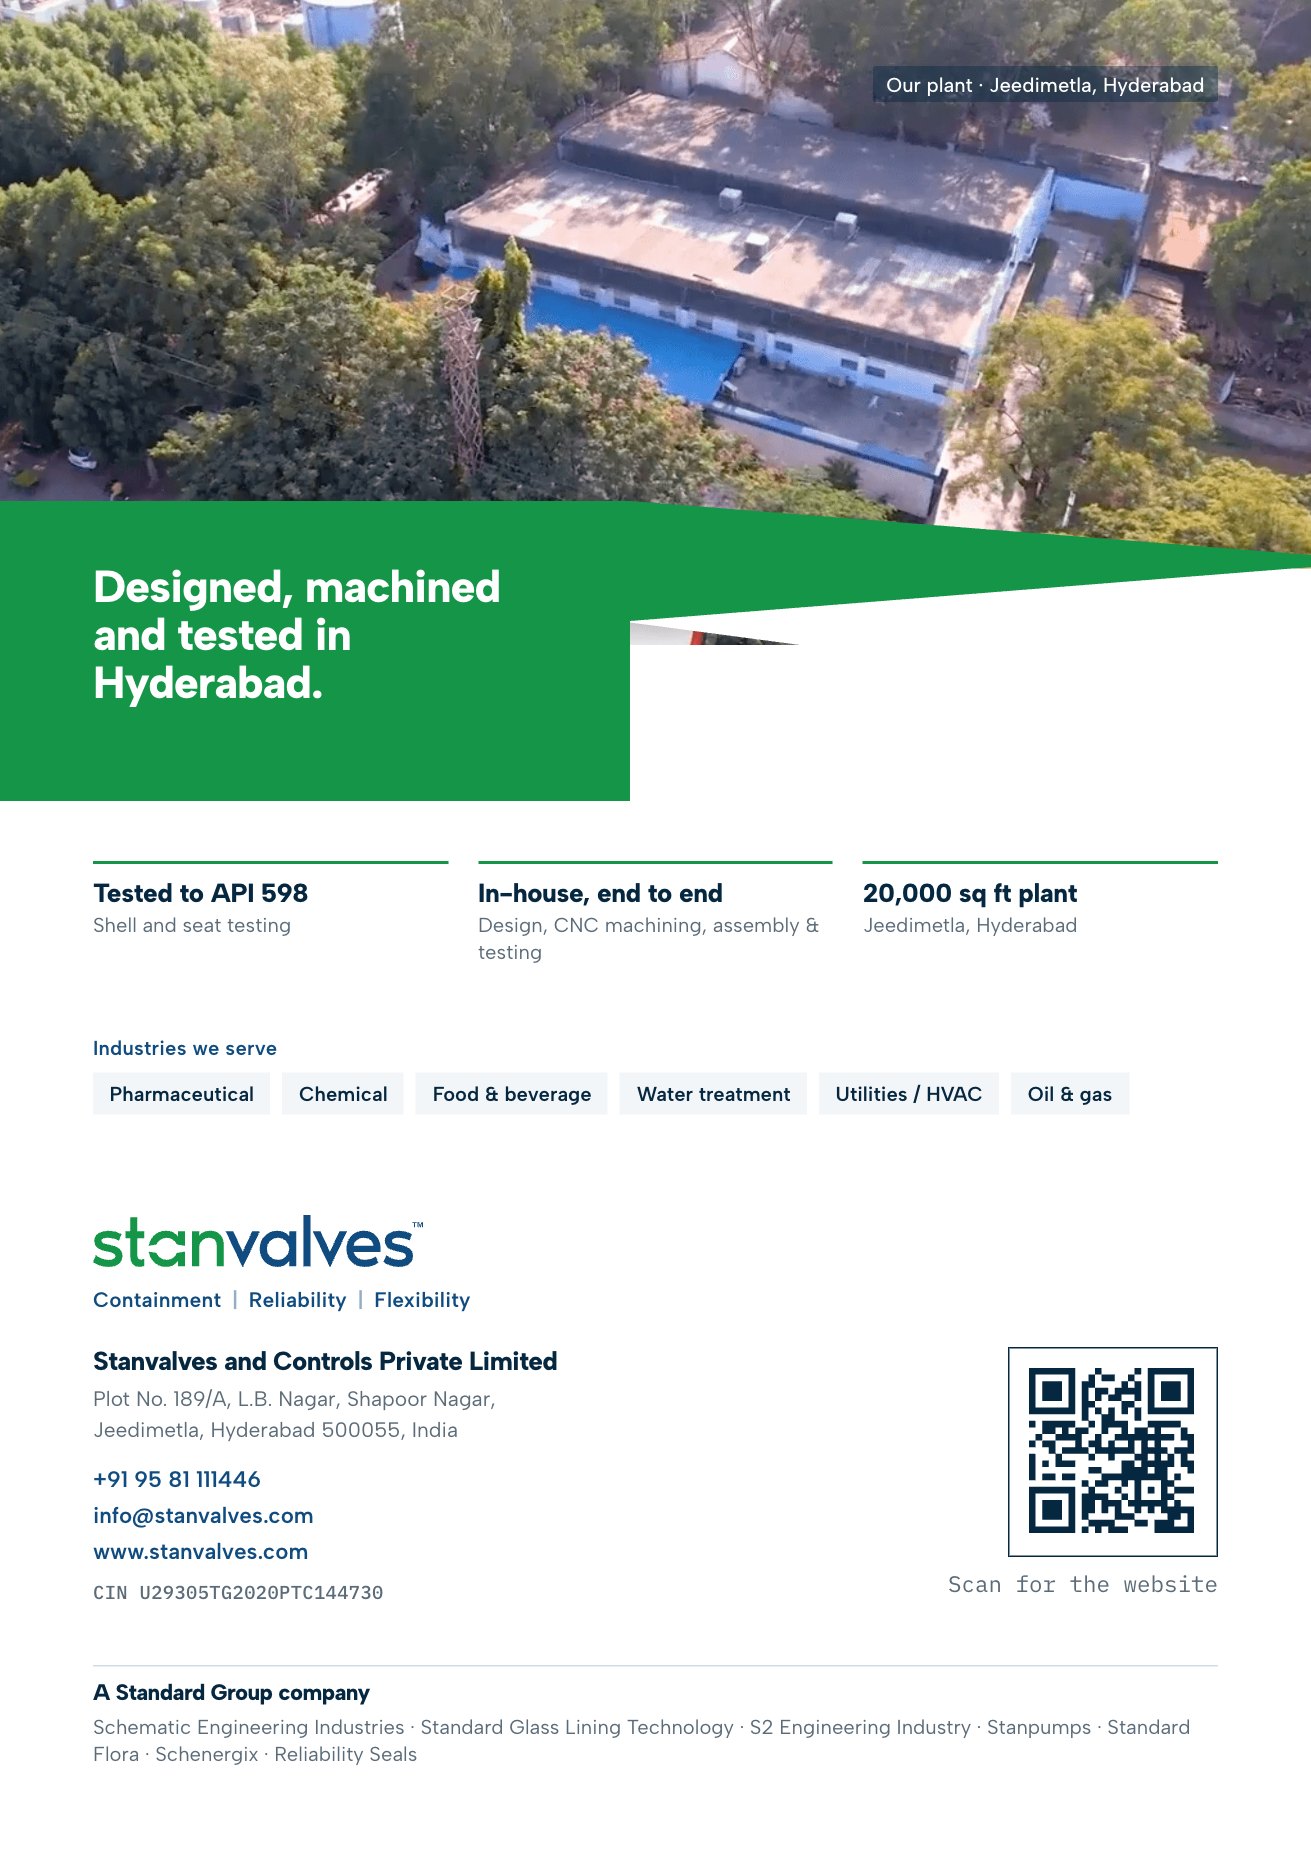 Our plant · Jeedimetla, Hyderabad
Designed, machined
and tested in
Hyderabad.
Tested to API 598
Shell and seat testing
In-house, end to end
Design, CNC machining, assembly &
testing
20,000 sq ft plant
Jeedimetla, Hyderabad
Industries we serve
Pharmaceutical
Chemical
Food & beverage
Water treatment
Utilities / HVAC
Oil & gas
stanvalves™
Containment | Reliability | Flexibility
Stanvalves and Controls Private Limited
Plot No. 189/A, L.B. Nagar, Shapoor Nagar,
Jeedimetla, Hyderabad 500055, India
+91 95 81 111446
info@stanvalves.com
www.stanvalves.com
CIN U29305TG2020PTC144730
Scan for the website
A Standard Group company
Schematic Engineering Industries · Standard Glass Lining Technology · S2 Engineering Industry · Stanpumps · Standard
Flora · Schenergix · Reliability Seals